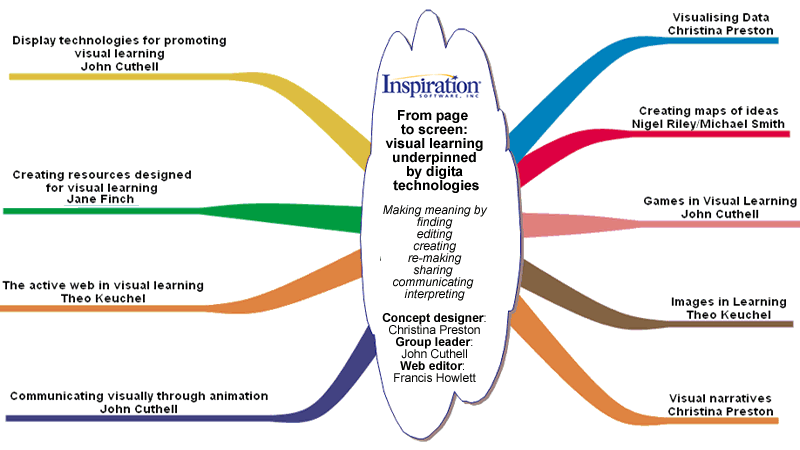 Display technologies for promoting
visual learning
John Cuthell
Creating resources designed
for visual learning
Jane Finch
The active web in visual learning
Theo Keuchel
Communicating visually through animation
John Cuthell
Inspiration®
SOFTWARE, INC
From page
to screen:
visual learning
underpinned
by digita
technologies
Making meaning by
finding
editing
creating
re-making
sharing
communicating
interpreting
Concept designer:
Christina Preston
Group leader:
John Cuthell
Web editor:
Francis Howlett
Visualising Data
Christina Preston
Creating maps of ideas
Nigel Riley/Michael Smith
Games in Visual Learning
John Cuthell
Images in Learning
Theo Keuchel
Visual narratives
Christina Preston